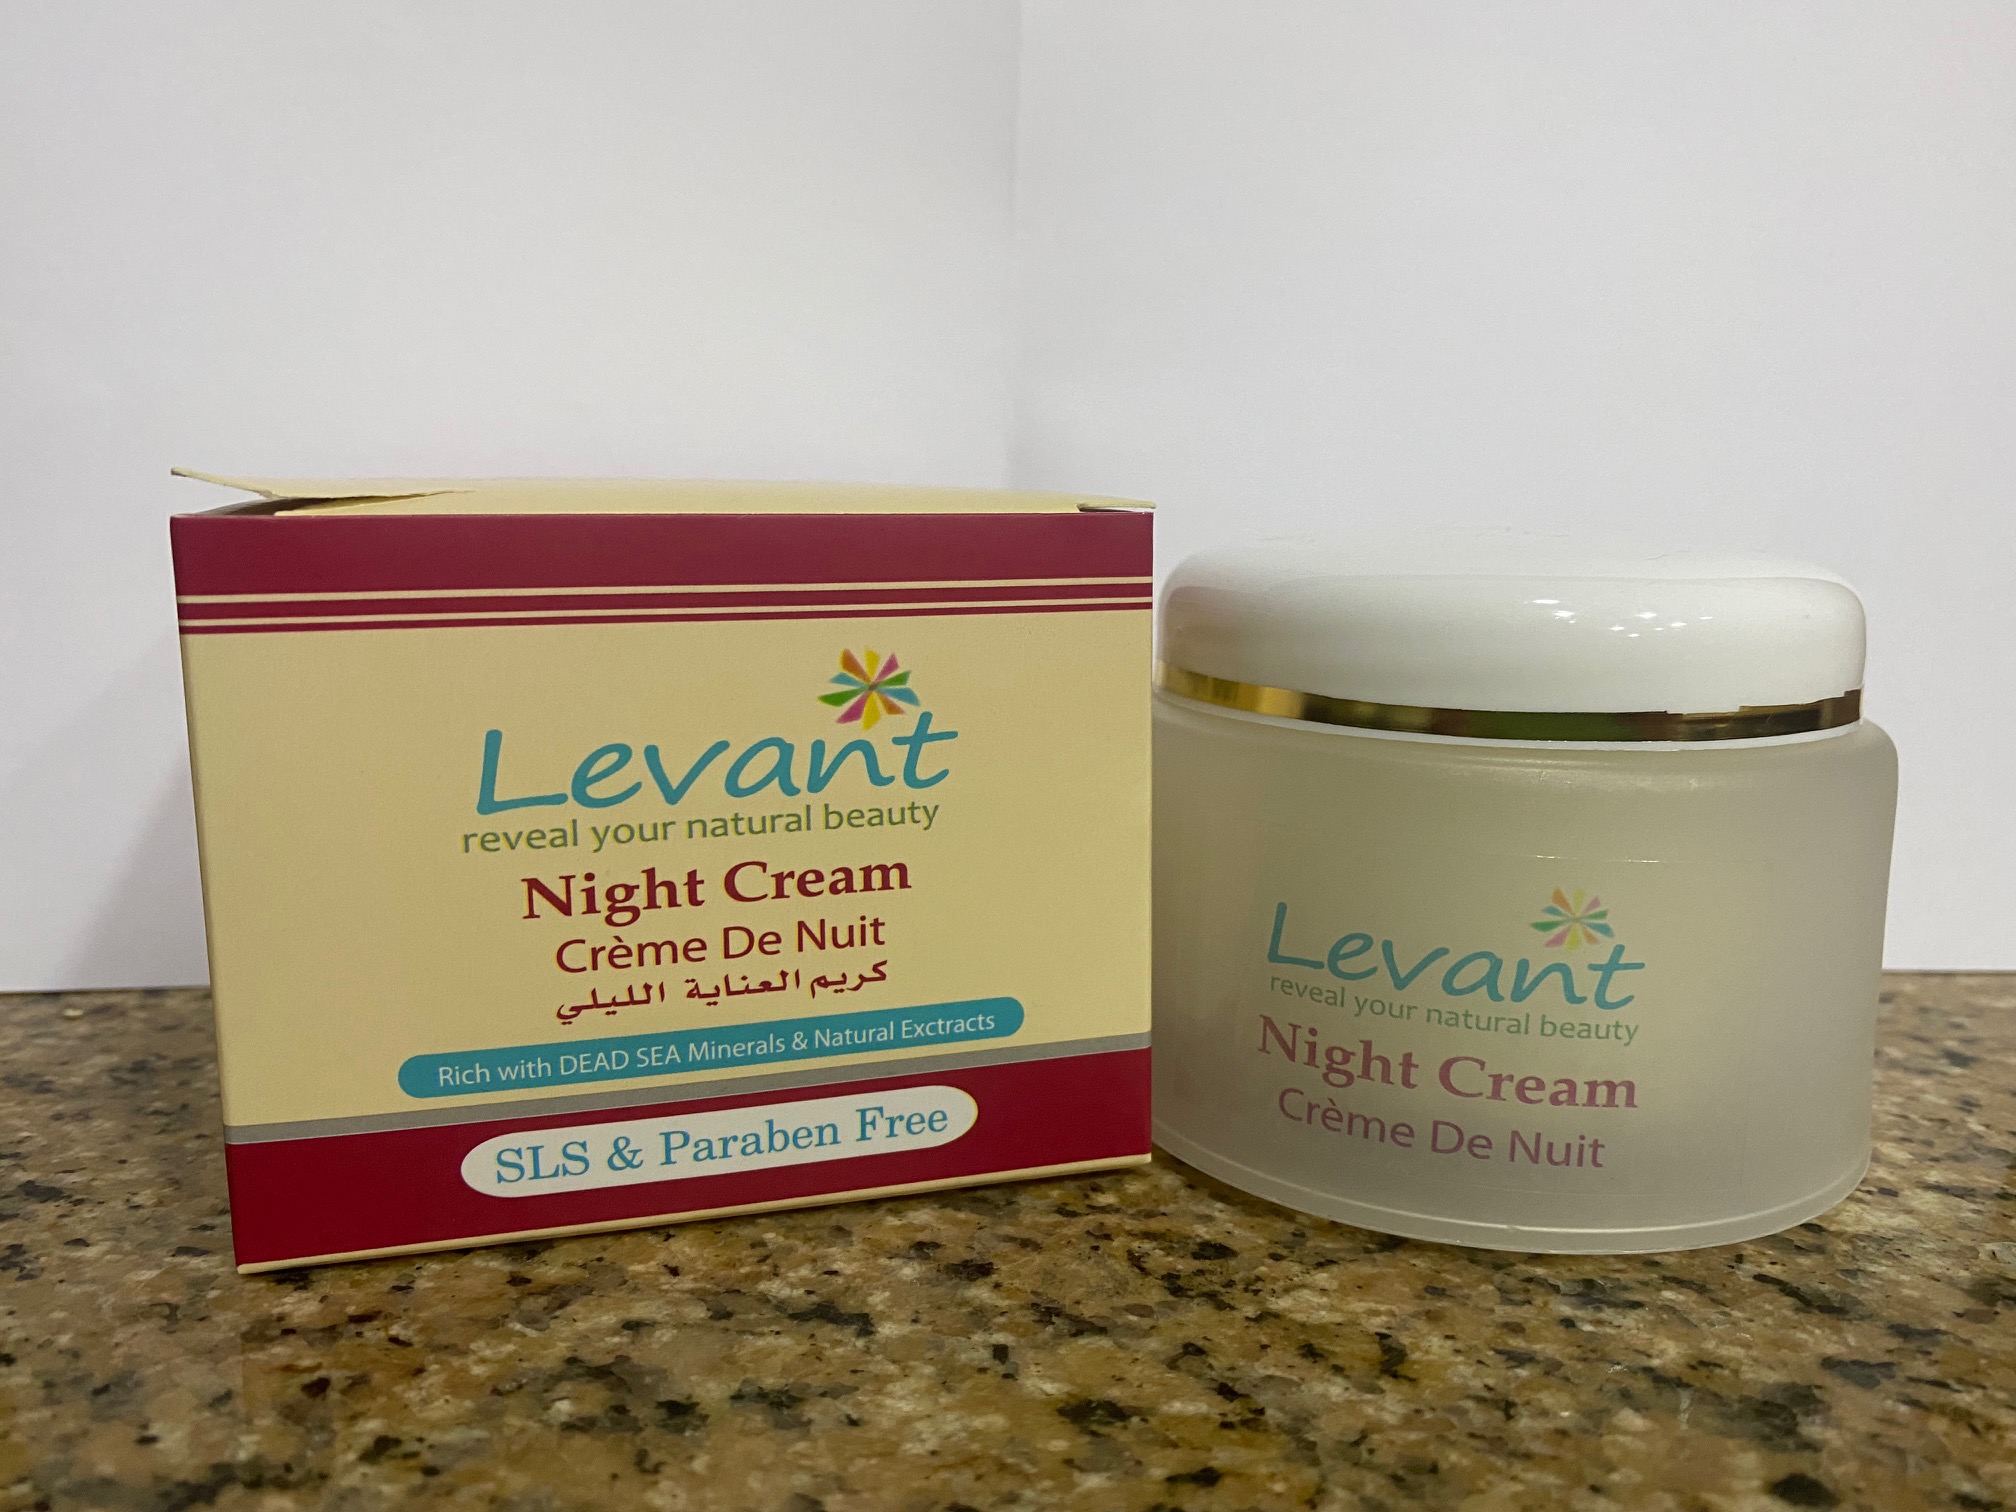 Levant
reveal your natural beauty
Night Cream
Crème De Nuit
كريم العناية الليلي
Rich with DEAD SEA Minerals & Natural Exctracts
SLS & Paraben Free
Levant
reveal your natural beauty
Night Cream
Crème De Nuit